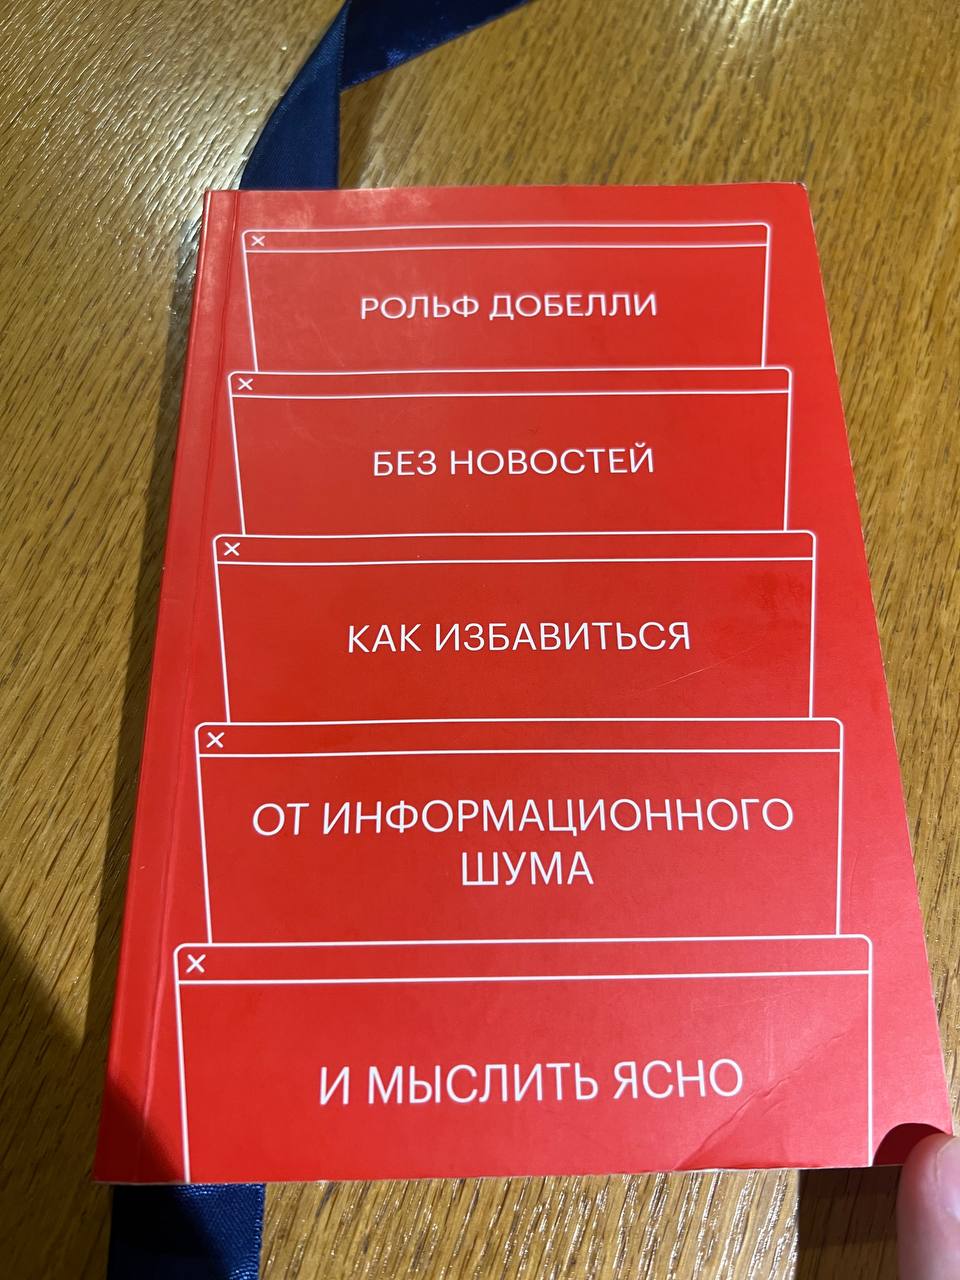 РОЛЬФ ДОБЕЛЛИ
БЕЗ НОВОСТЕЙ
КАК ИЗБАВИТЬСЯ
ОТ ИНФОРМАЦИОННОГО
ШУМА
И МЫСЛИТЬ ЯСНО